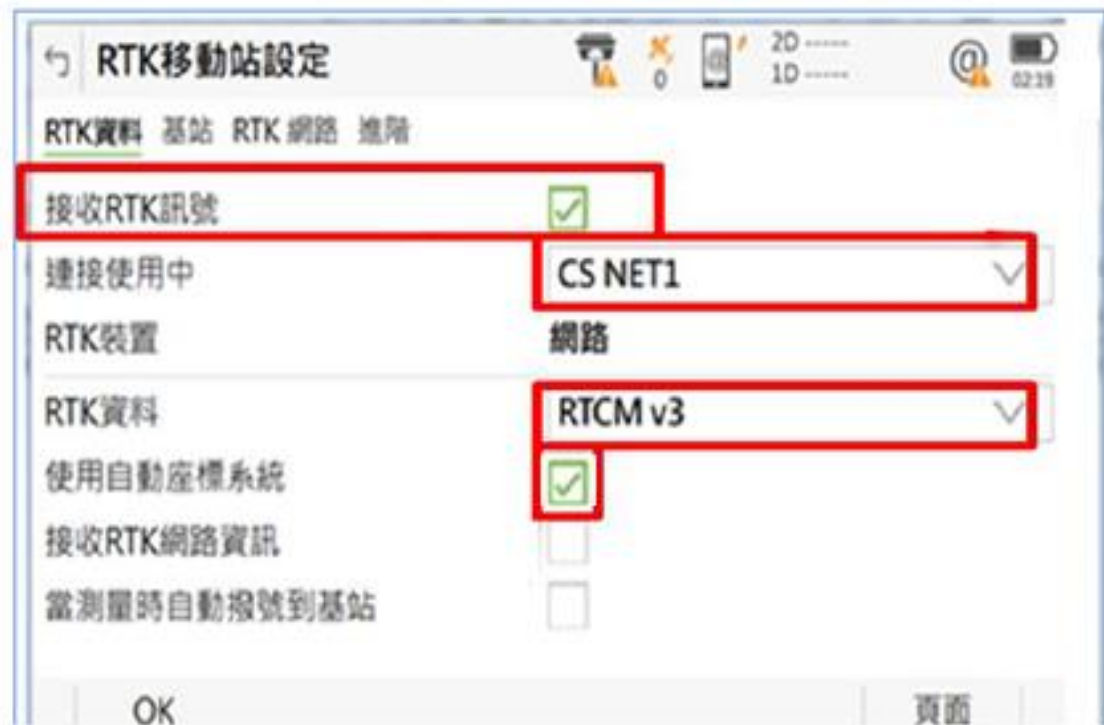 RTK移動站設定 0 2D ----- 1D ----- @ 02:19
RTK資料 基站 RTK 網路 進階
接收RTK訊號
連接使用中 CS NET1
RTK裝置 網路
RTK資料 RTCM v3
使用自動座標系統
接收RTK網路資訊
當測量時自動撥號到基站
OK 頁面